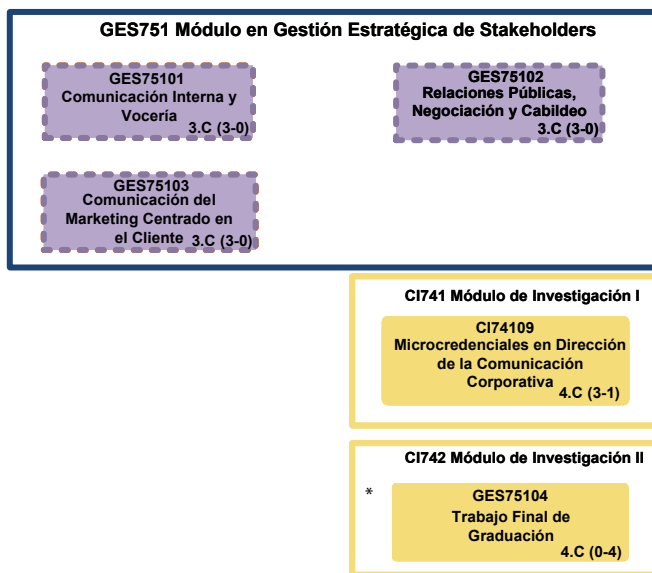 GES751 Módulo en Gestión Estratégica de Stakeholders
GES75101
Comunicación Interna y
Vocería
3.C (3-0)
GES75102
Relaciones Públicas,
Negociación y Cabildeo
3.C (3-0)
GES75103
Comunicación del
Marketing Centrado en
el Cliente 3.C (3-0)
CI741 Módulo de Investigación I
CI74109
Microcredenciales en Dirección
de la Comunicación
Corporativa
4.C (3-1)
CI742 Módulo de Investigación II
*
GES75104
Trabajo Final de
Graduación
4.C (0-4)